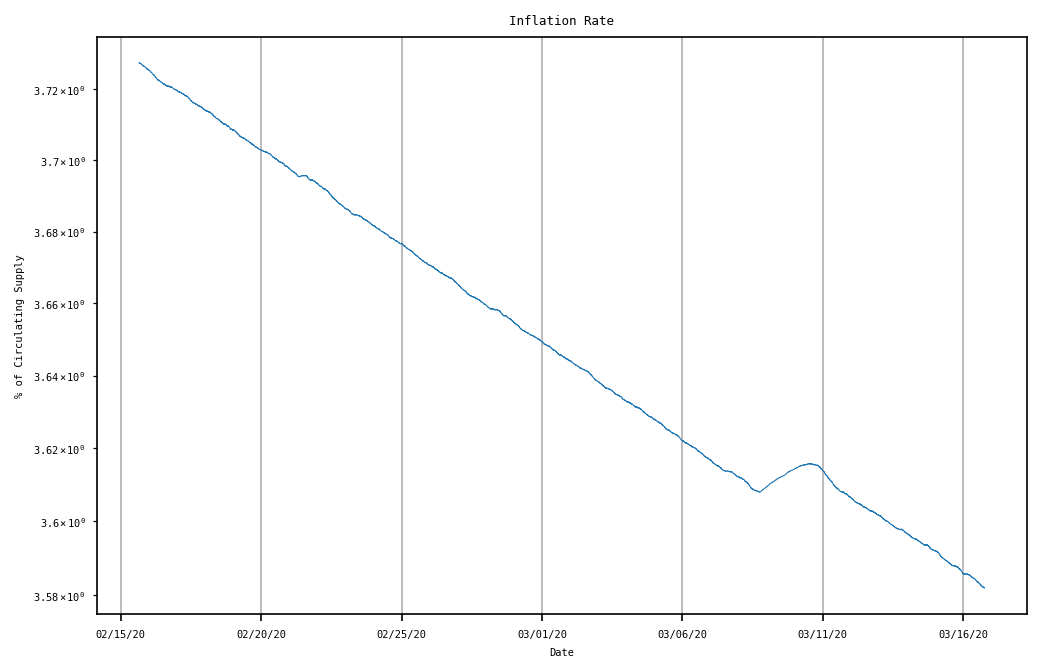 Inflation Rate
3.72×10⁰
3.7×10⁰
3.68×10⁰
3.66×10⁰
3.64×10⁰
3.62×10⁰
3.6×10⁰
3.58×10⁰
% of Circulating Supply
02/15/20 02/20/20 02/25/20 03/01/20 03/06/20 03/11/20 03/16/20
Date